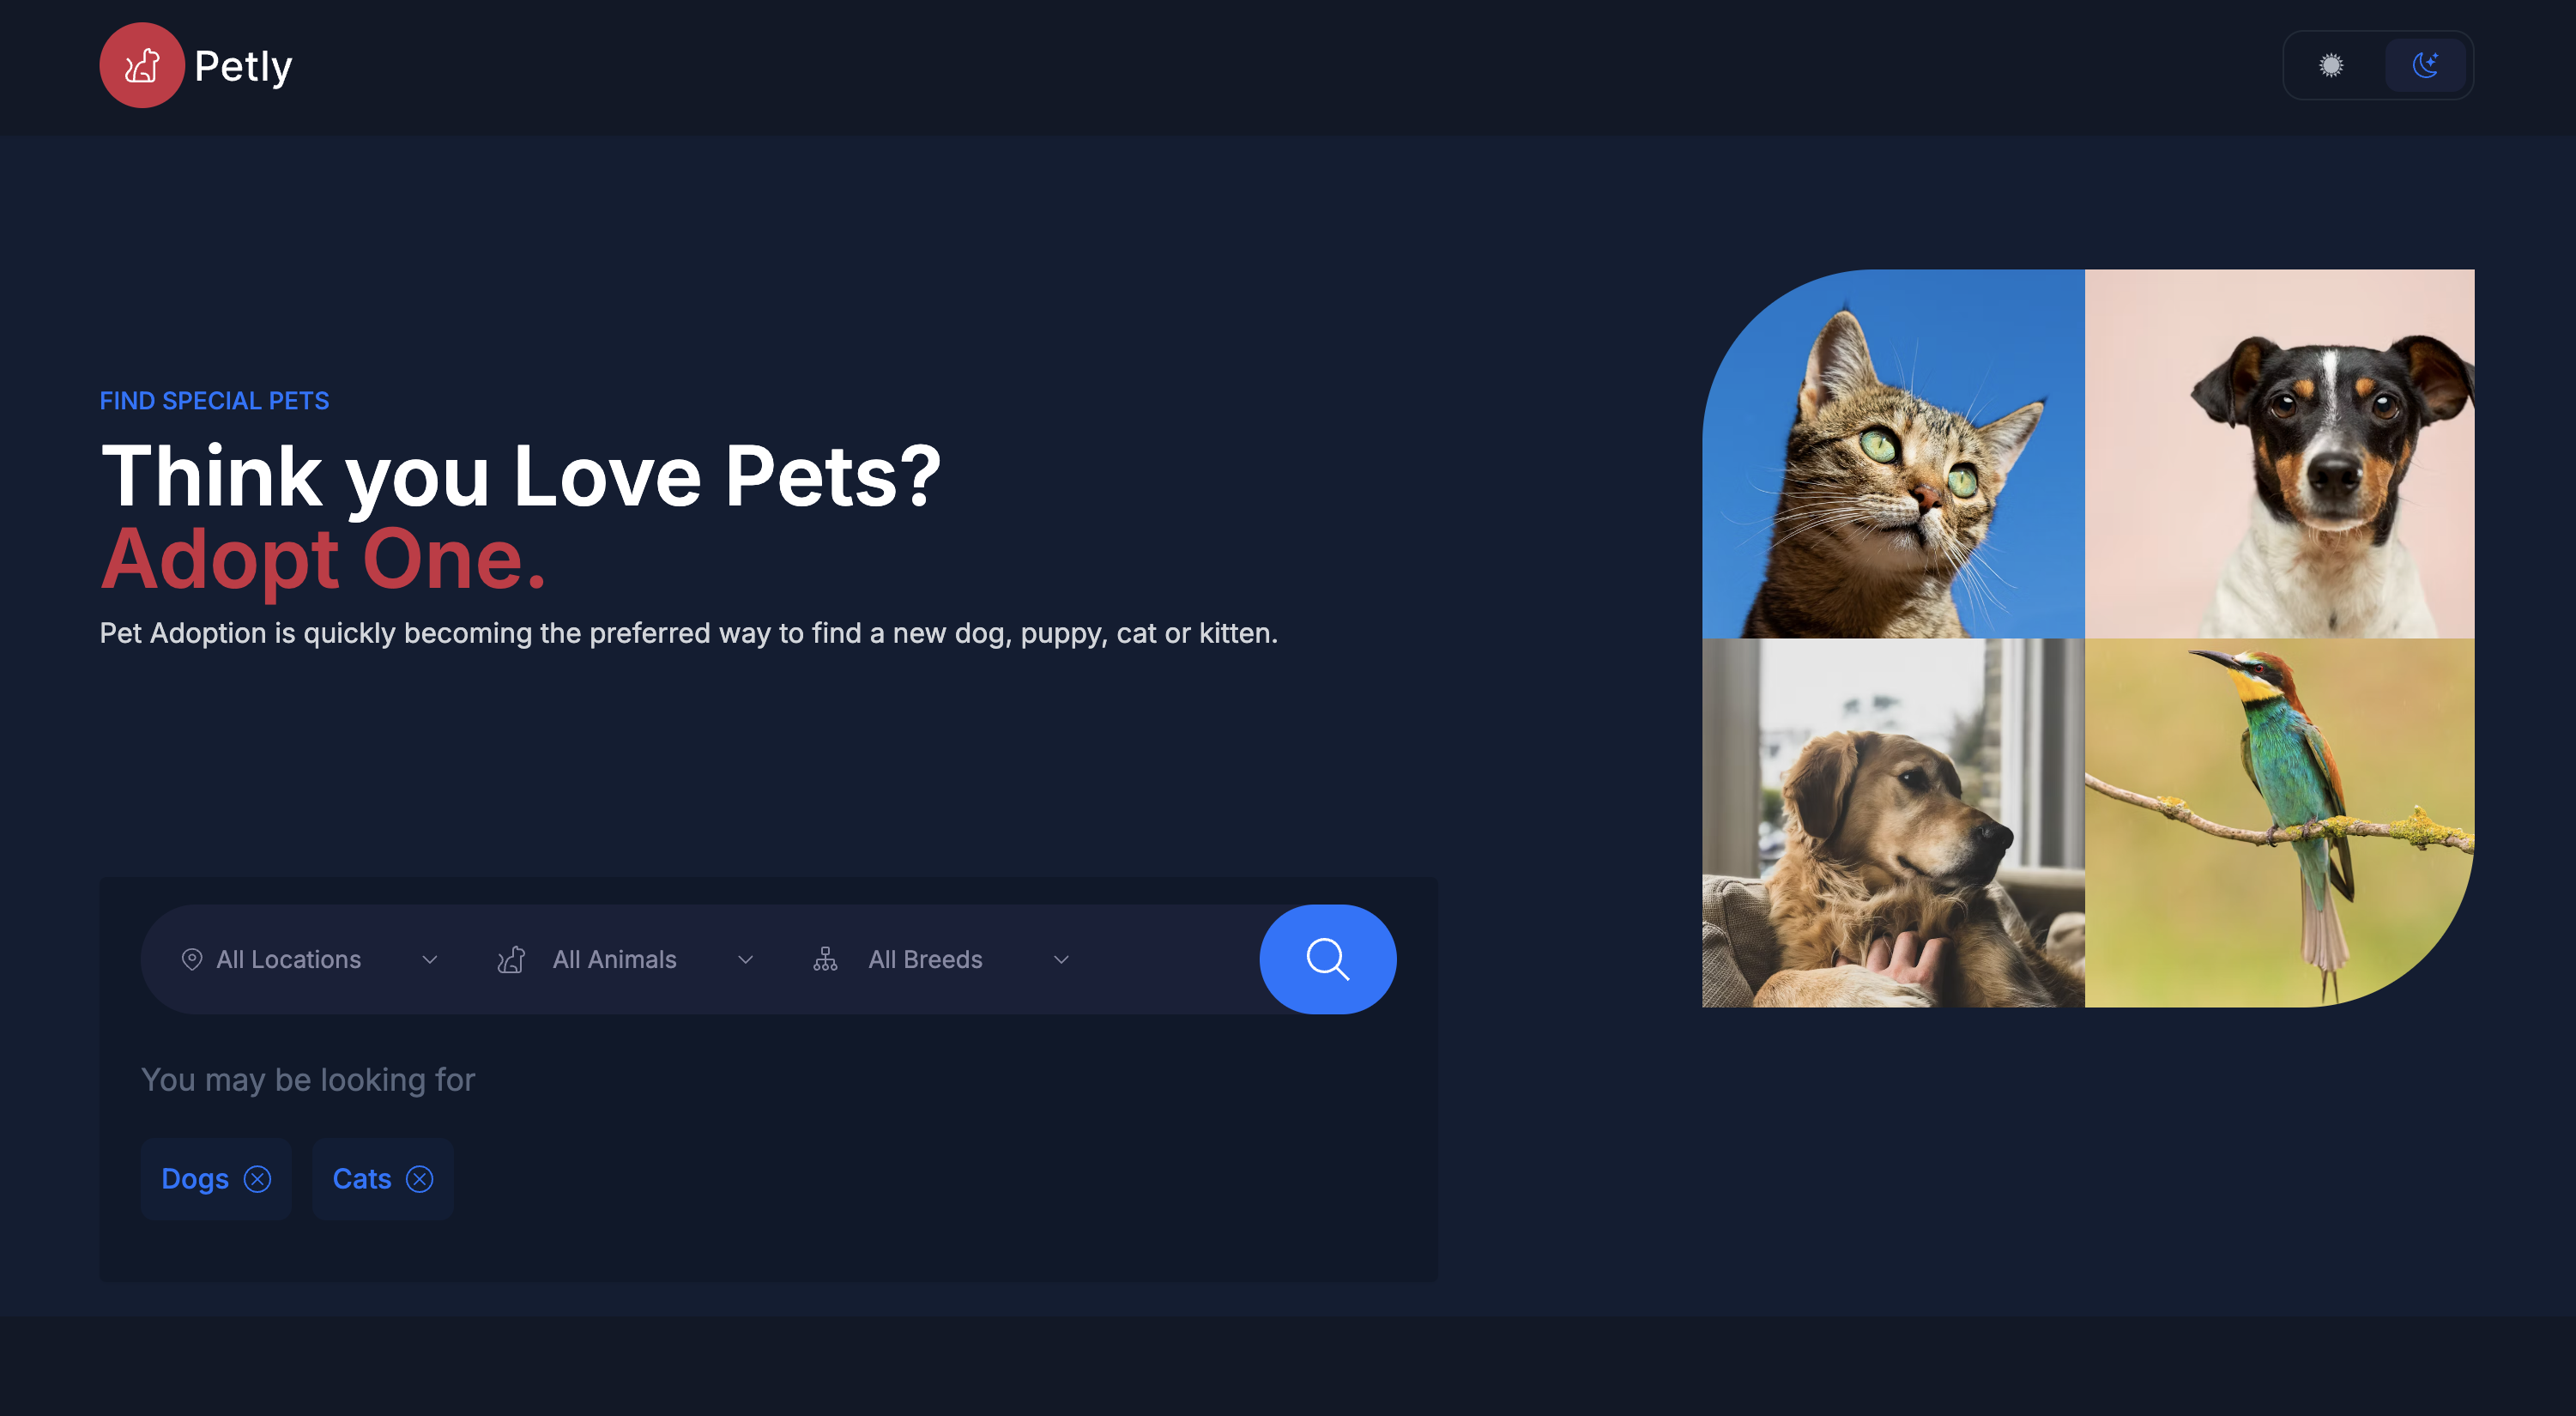 Petly
FIND SPECIAL PETS
Think you Love Pets?
Adopt One.
Pet Adoption is quickly becoming the preferred way to find a new dog, puppy, cat or kitten.
All Locations All Animals All Breeds
You may be looking for
Dogs Cats